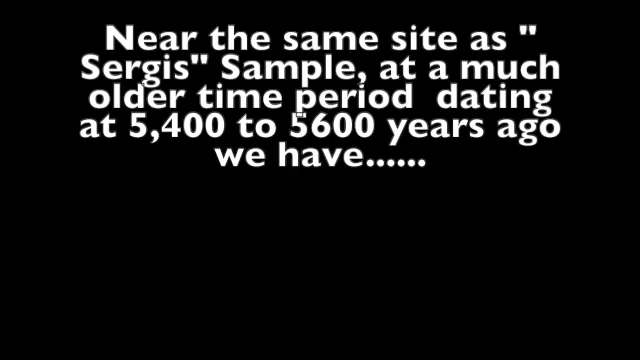 Near the same site as "
Sergis" Sample, at a much
older time period  dating
at 5,400 to 5600 years ago
we have......